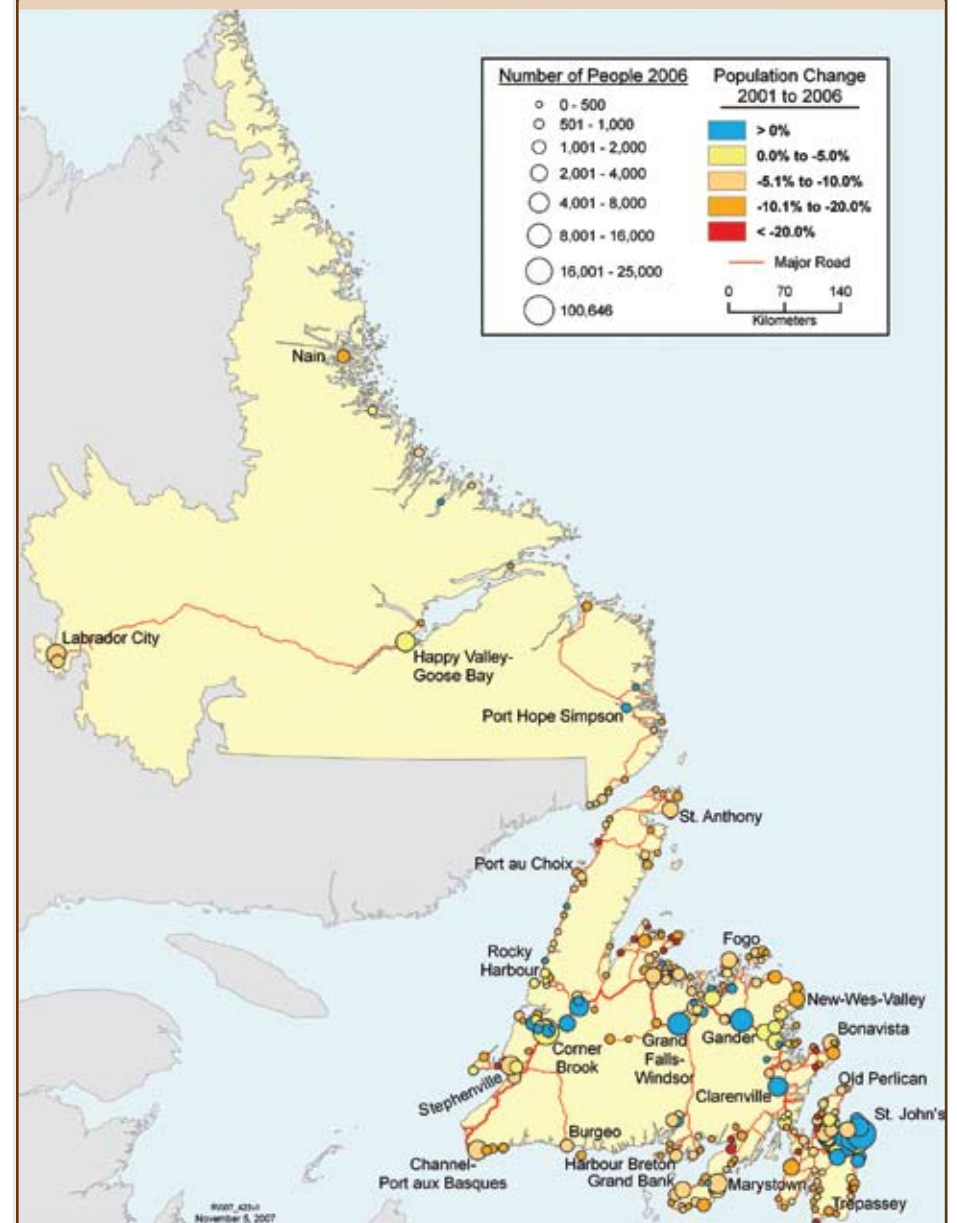 Number of People 2006
0 - 500
501 - 1,000
1,001 - 2,000
2,001 - 4,000
4,001 - 8,000
8,001 - 16,000
16,001 - 25,000
100,646
Population Change
2001 to 2006
> 0%
0.0% to -5.0%
-5.1% to -10.0%
-10.1% to -20.0%
< -20.0%
Major Road
0 70 140
Kilometers
Nain
Labrador City
Happy Valley-
Goose Bay
Port Hope Simpson
St. Anthony
Port au Choix
Rocky
Harbour
Fogo
New-Wes-Valley
Bonavista
Corner
Brook
Grand
Falls-
Windsor
Gander
Stephenville
Clarenville
Old Perlican
St. John's
Burgeo
Channel-
Port aux Basques
Harbour Breton
Grand Bank
Marystown
Trepassey
November 5, 2007